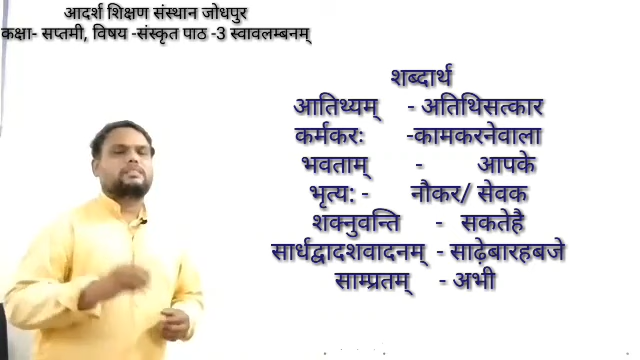 आदर्श शिक्षण संस्थान जोधपुर
कक्षा- सप्तमी, विषय -संस्कृत पाठ -3 स्वावलम्बनम्
शब्दार्थ
आतिथ्यम् - अतिथिसत्कार
कर्मकरः -कामकरनेवाला
भवताम् - आपके
भृत्य: - नौकर/ सेवक
शक्नुवन्ति - सकतेहै
सार्धद्वादशवादनम् - साढ़ेबारहबजे
साम्प्रतम् - अभी